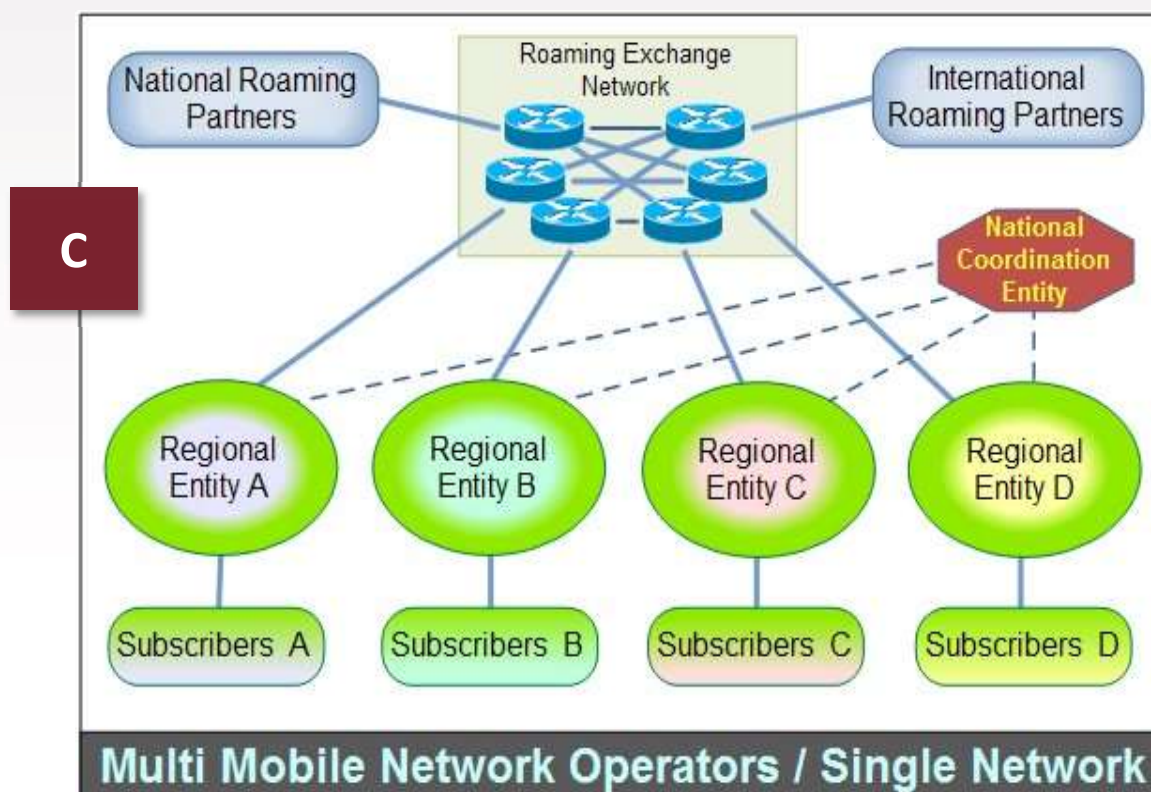 Roaming Exchange
Network
National Roaming
Partners
International
Roaming Partners
C
National
Coordination
Entity
Regional
Entity A
Regional
Entity B
Regional
Entity C
Regional
Entity D
Subscribers A
Subscribers B
Subscribers C
Subscribers D
Multi Mobile Network Operators / Single Network